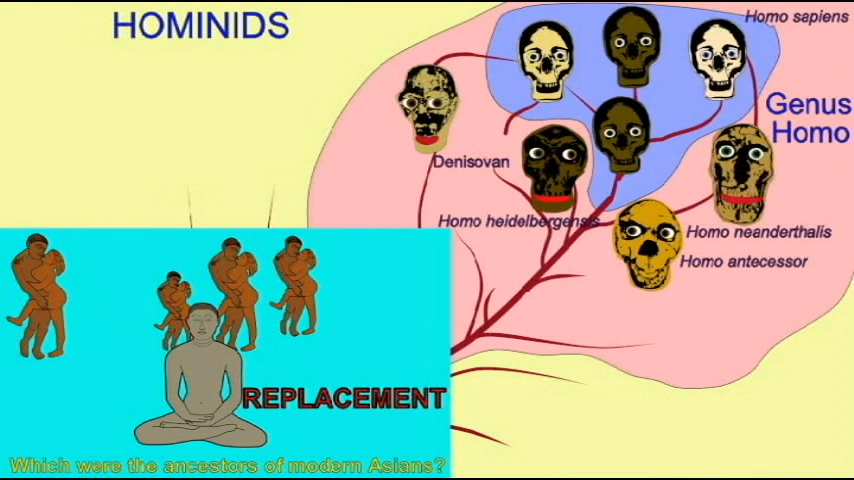 HOMINIDS
Homo sapiens
Genus
Homo
Denisovan
Homo heidelbergensis
Homo neanderthalis
Homo antecessor
REPLACEMENT
Which were the ancestors of modern Asians?